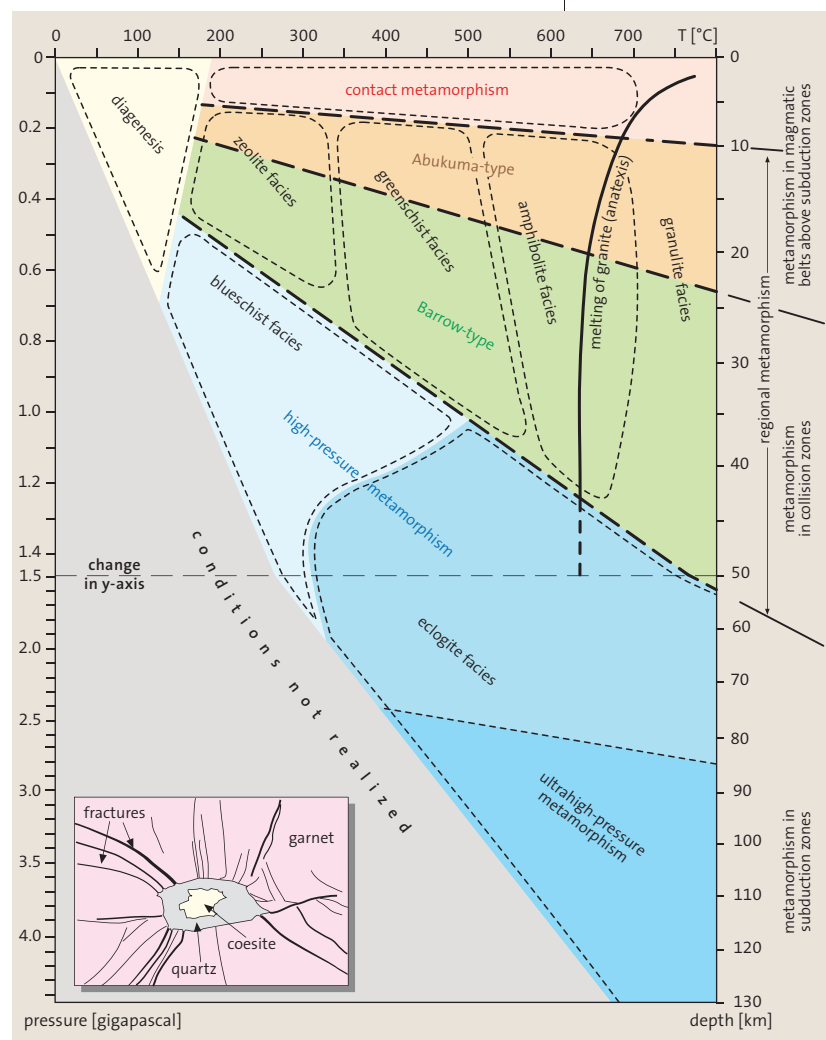 0 100 200 300 400 500 600 700 T [°C]
0
0.2
0.4
0.6
0.8
1.0
1.2
1.4
1.5
2.0
2.5
3.0
3.5
4.0
pressure [gigapascal]
0
10
20
30
40
50
60
70
80
90
100
110
120
130
depth [km]
diagenesis
contact metamorphism
Abukuma-type
zeolite facies
greenschist facies
amphibolite facies
melting of granite (anatexis)
granulite facies
blueschist facies
Barrow-type
high-pressure metamorphism
change
in y-axis
conditions not realized
eclogite facies
ultrahigh-pressure
metamorphism
fractures
garnet
coesite
quartz
metamorphism in magmatic
belts above subduction zones
regional metamorphism
metamorphism
in collision zones
metamorphism in
subduction zones